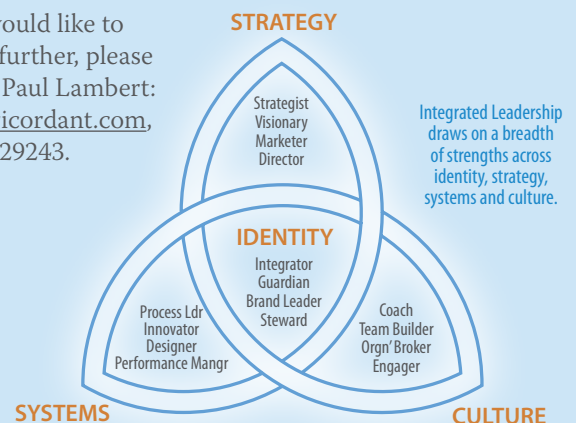 ould like to
further, please
Paul Lambert:
icordant.com,
29243.
STRATEGY
Strategist
Visionary
Marketer
Director
Integrated Leadership
draws on a breadth
of strengths across
identity, strategy,
systems and culture.
IDENTITY
Integrator
Guardian
Brand Leader
Steward
Process Ldr
Innovator
Designer
Performance Mangr
Coach
Team Builder
Orgn’ Broker
Engager
SYSTEMS
CULTURE